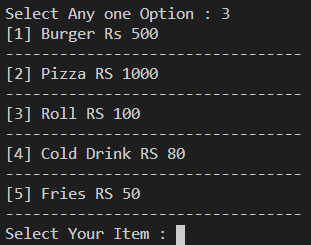 Select Any one Option : 3
[1] Burger Rs 500
---------------------------------
[2] Pizza RS 1000
---------------------------------
[3] Roll RS 100
---------------------------------
[4] Cold Drink RS 80
---------------------------------
[5] Fries RS 50
---------------------------------
Select Your Item :